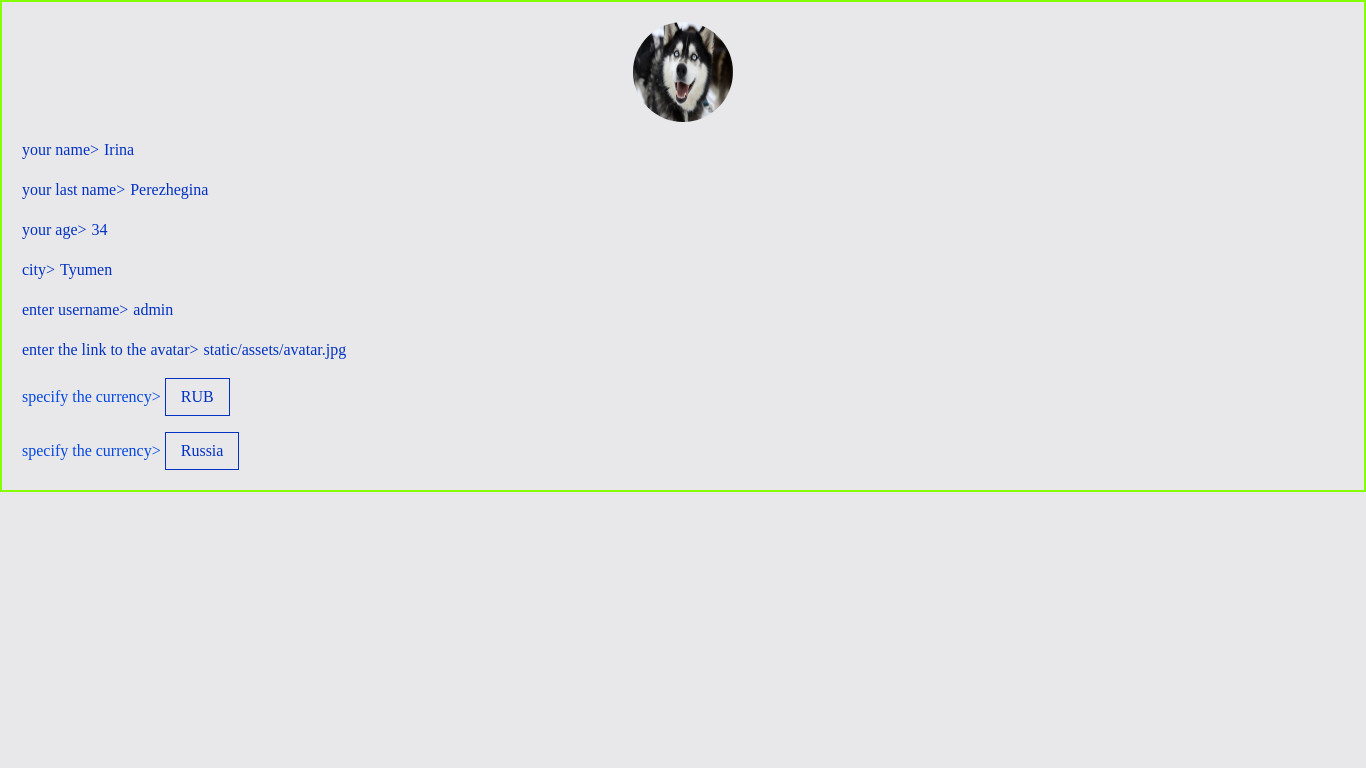 your name> Irina
your last name> Perezhegina
your age> 34
city> Tyumen
enter username> admin
enter the link to the avatar> static/assets/avatar.jpg
specify the currency> RUB
specify the currency> Russia